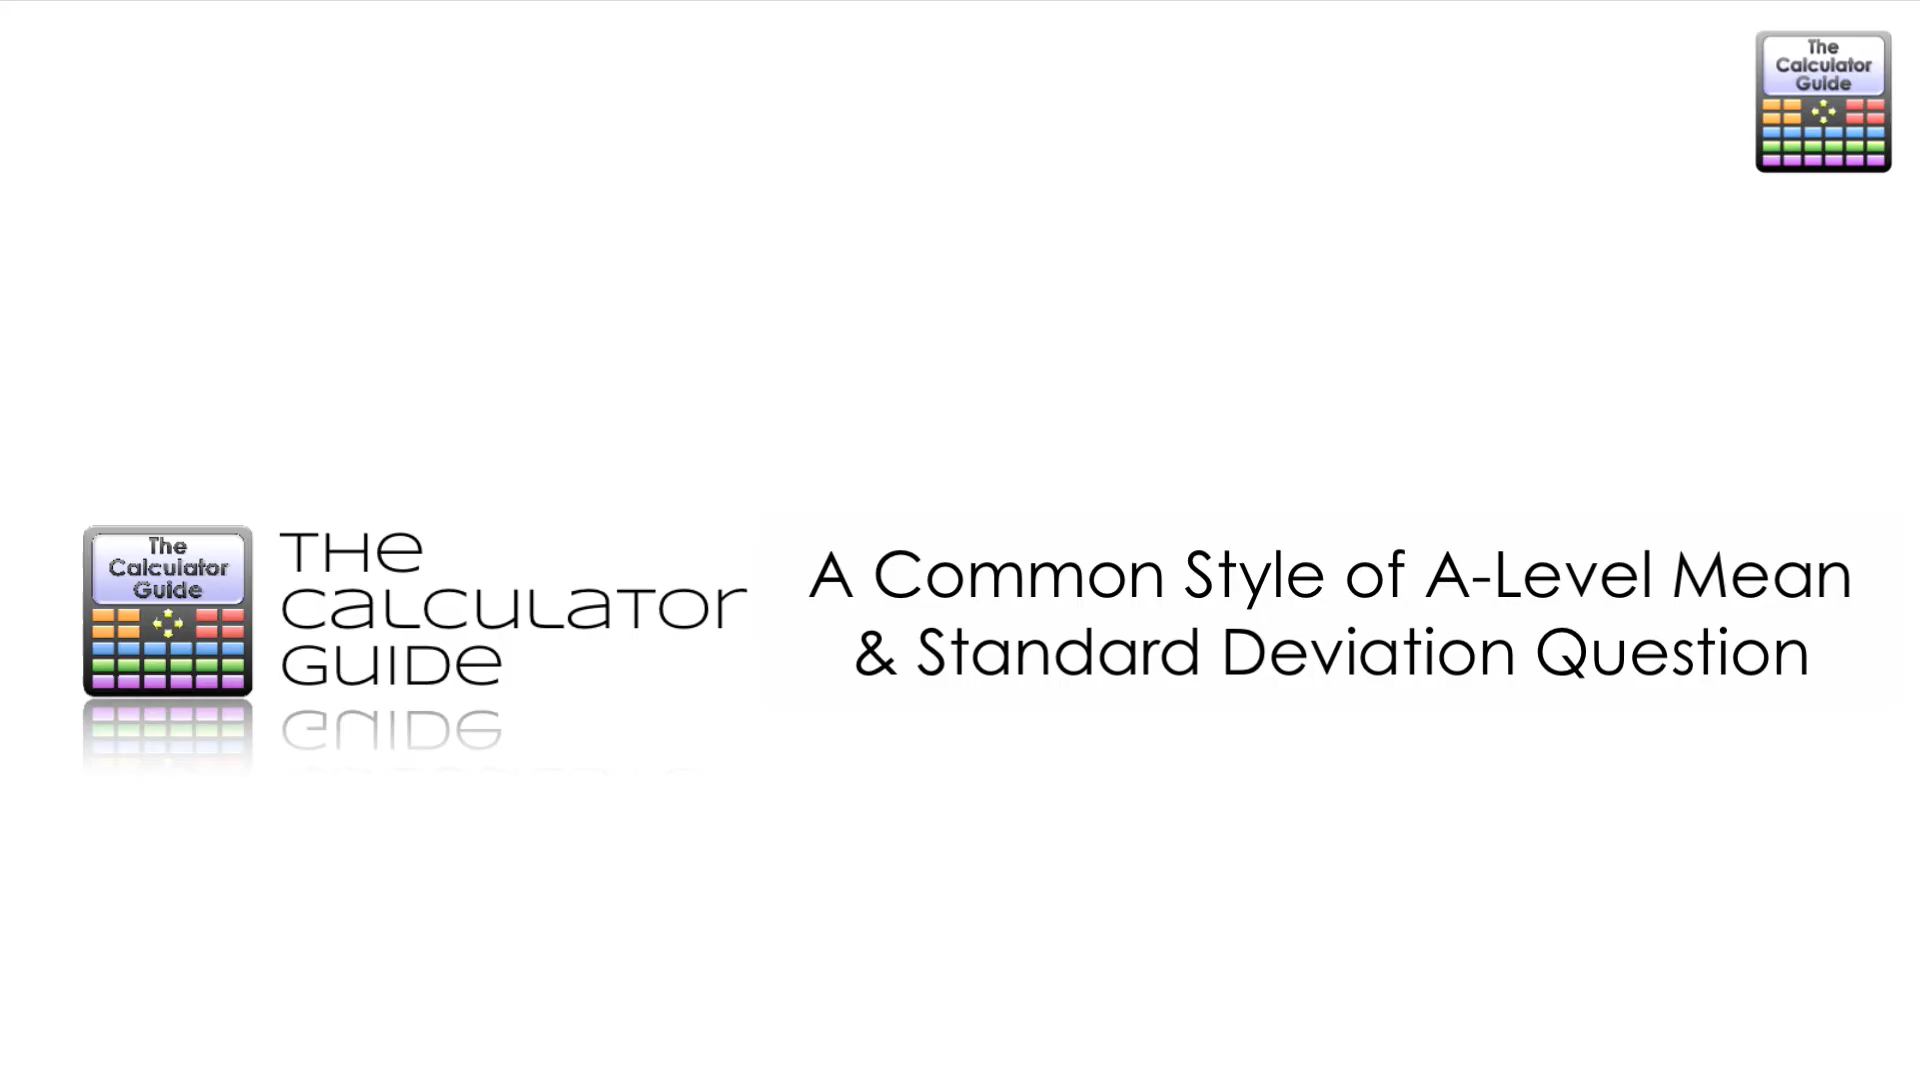 The
Calculator
Guide
The
Calculator
Guide
THE
CALCULATOR
GUIDE
A Common Style of A-Level Mean
& Standard Deviation Question